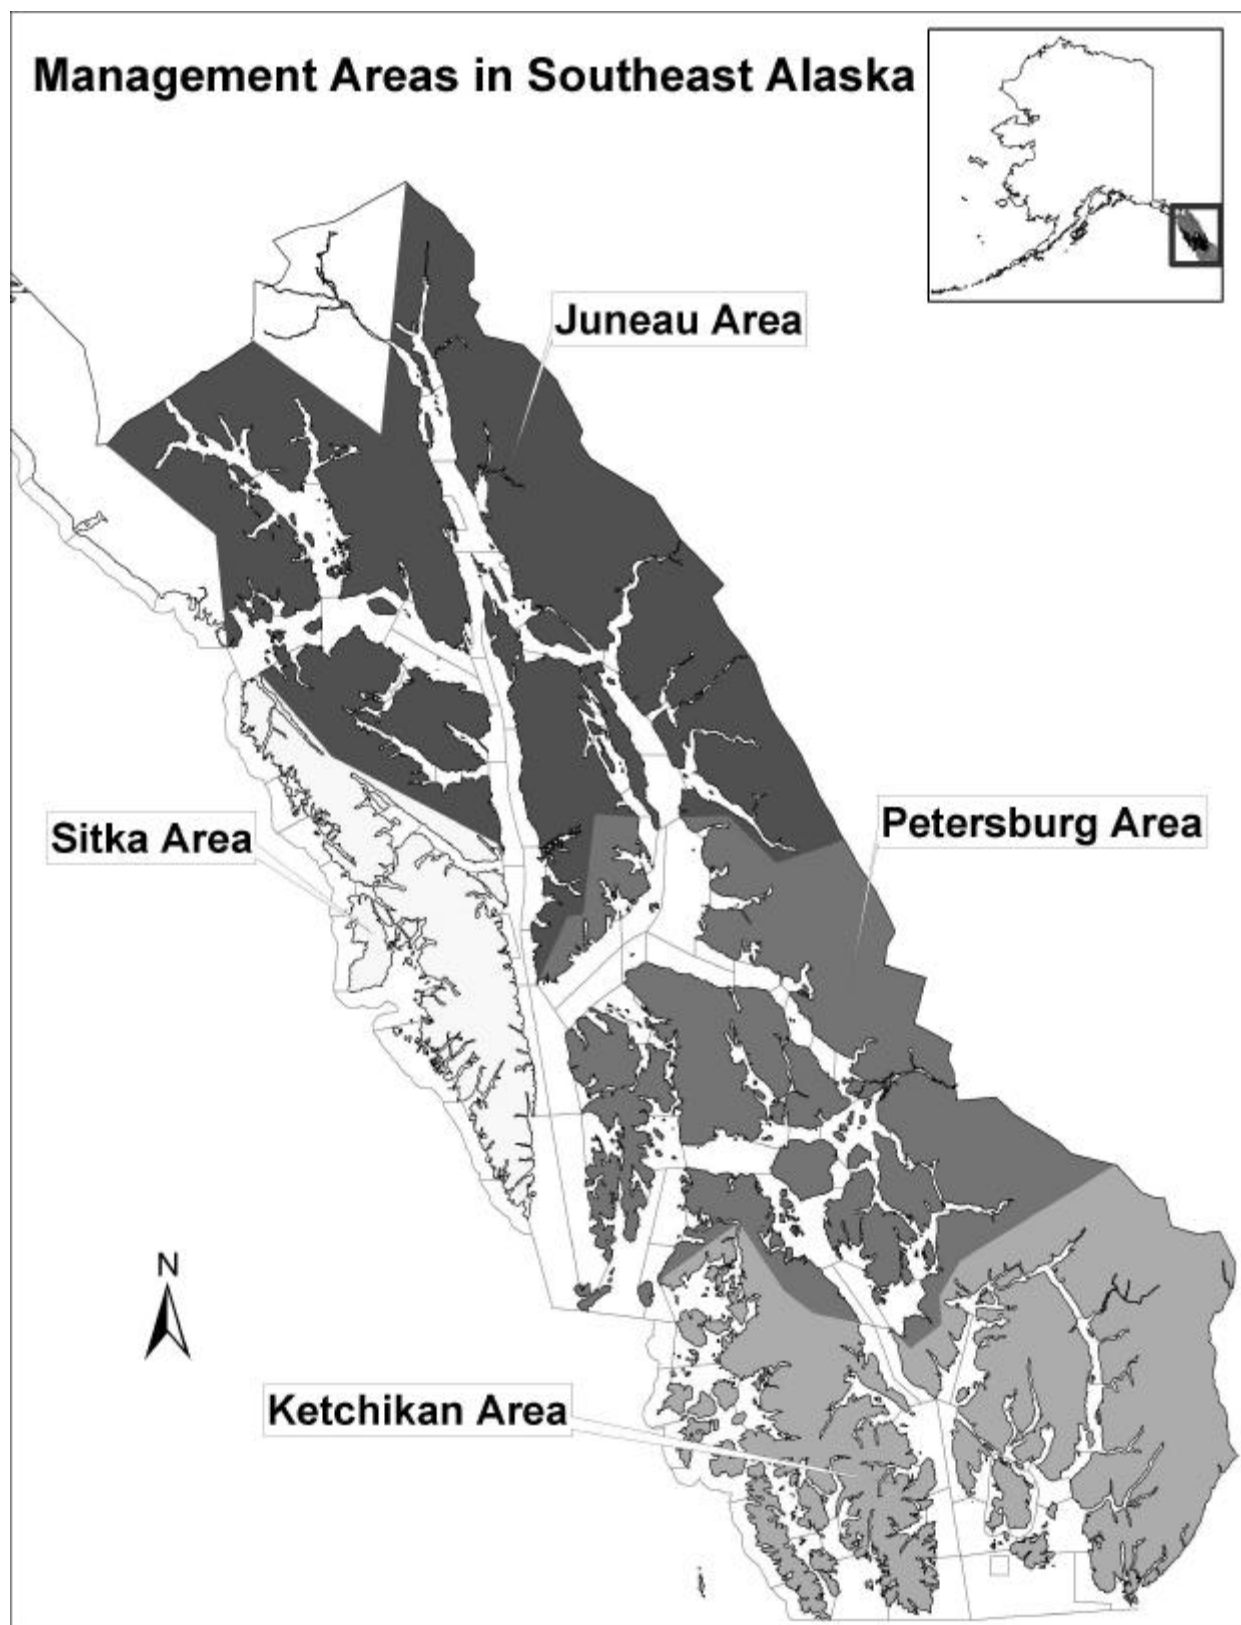 Management Areas in Southeast Alaska
Juneau Area
Petersburg Area
Sitka Area
N
Ketchikan Area